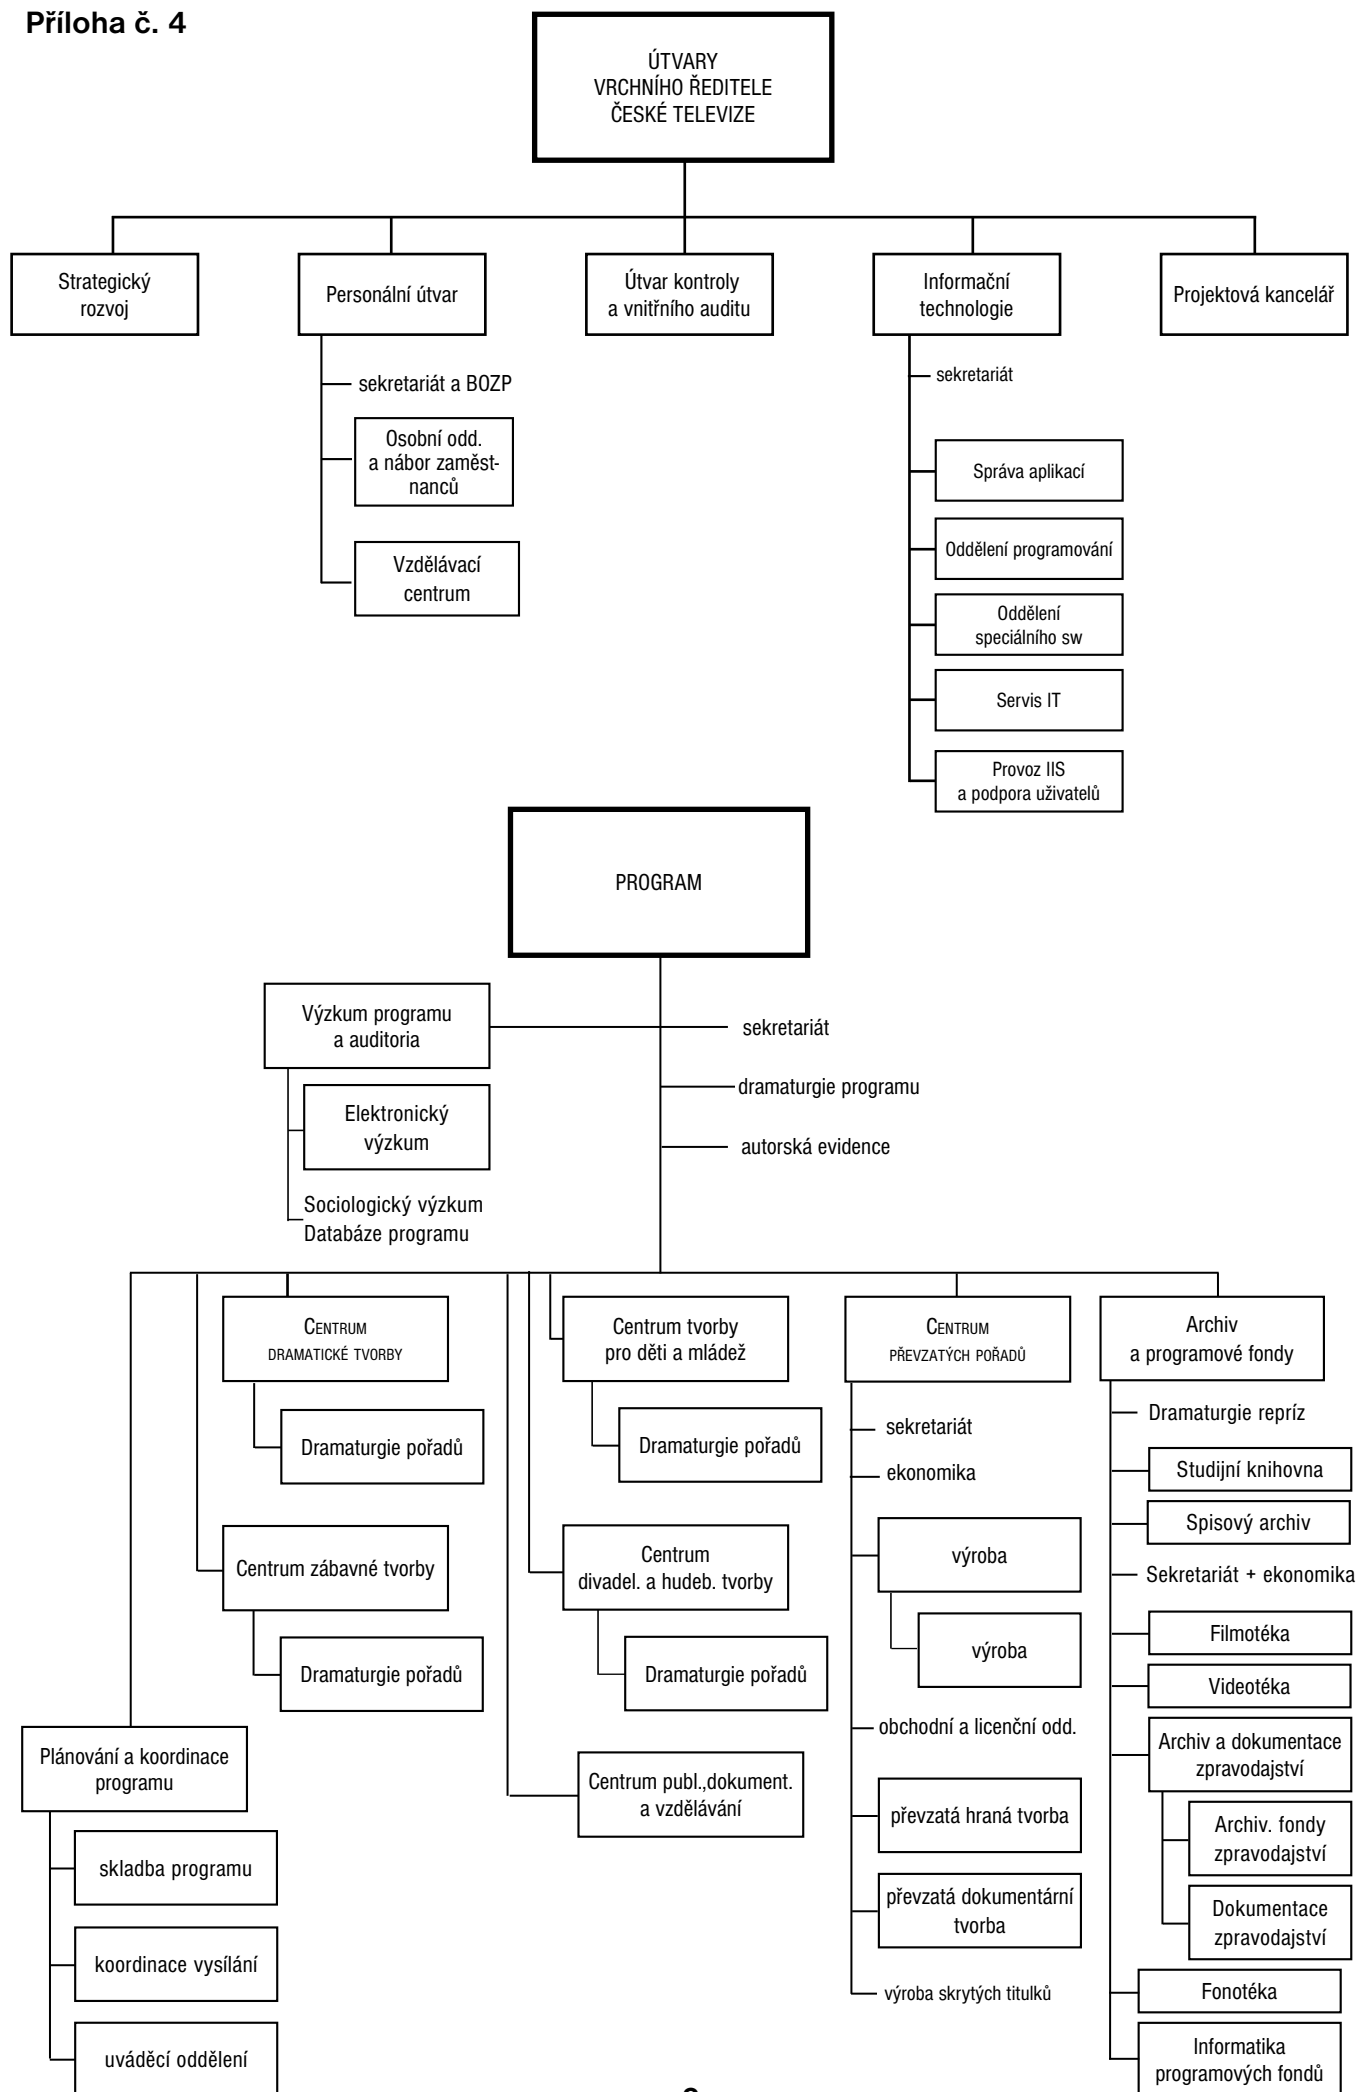 Příloha č. 4
ÚTVARY
VRCHNÍHO ŘEDITELE
ČESKÉ TELEVIZE
Strategický
rozvoj
Personální útvar
Útvar kontroly
a vnitřního auditu
Informační
technologie
Projektová kancelář
sekretariát a BOZP
Osobní odd.
a nábor zaměst-
nanců
Vzdělávací
centrum
sekretariát
Správa aplikací
Oddělení programování
Oddělení
speciálního sw
Servis IT
Provoz IIS
a podpora uživatelů
PROGRAM
Výzkum programu
a auditoria
Elektronický
výzkum
Sociologický výzkum
Databáze programu
sekretariát
dramaturgie programu
autorská evidence
CENTRUM
DRAMATICKÉ TVORBY
Dramaturgie pořadů
Centrum zábavné tvorby
Dramaturgie pořadů
Plánování a koordinace
programu
skladba programu
koordinace vysílání
uváděcí oddělení
Centrum tvorby
pro děti a mládež
Dramaturgie pořadů
Centrum
divadel. a hudeb. tvorby
Dramaturgie pořadů
Centrum publ.,dokument.
a vzdělávání
CENTRUM
PŘEVZATÝCH POŘADŮ
sekretariát
ekonomika
výroba
výroba
obchodní a licenční odd.
převzatá hraná tvorba
převzatá dokumentární
tvorba
výroba skrytých titulků
Archiv
a programové fondy
Dramaturgie repríz
Studijní knihovna
Spisový archiv
Sekretariát + ekonomika
Filmotéka
Videotéka
Archiv a dokumentace
zpravodajství
Archiv. fondy
zpravodajství
Dokumentace
zpravodajství
Fonotéka
Informatika
programových fondů